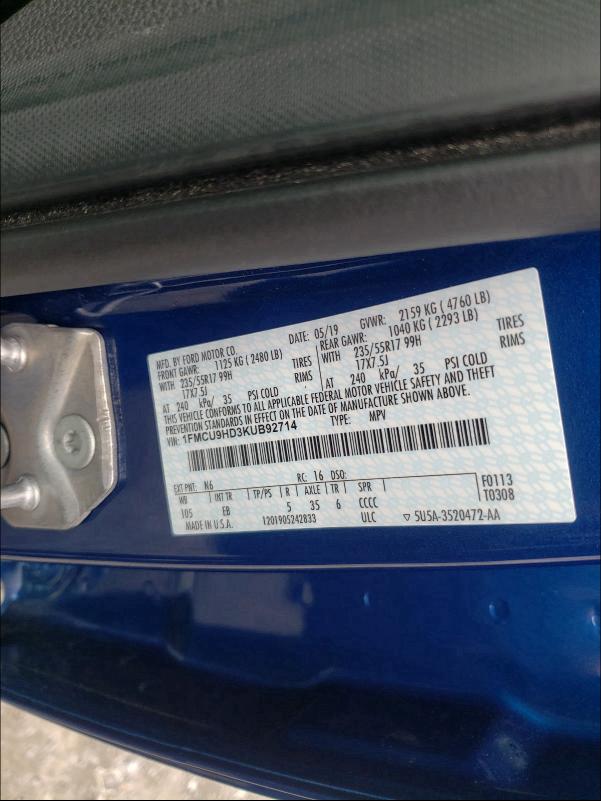 MFD. BY FORD MOTOR CO.
DATE: 05/19 GVWR: 2159 KG ( 4760 LB)
FRONT GAWR: 1125 KG ( 2480 LB) REAR GAWR: 1040 KG ( 2293 LB)
WITH 235/55R17 99H TIRES WITH 235/55R17 99H TIRES
17X7.5J RIMS 17X7.5J RIMS
AT 240 kPa/ 35 PSI COLD AT 240 kPa/ 35 PSI COLD
THIS VEHICLE CONFORMS TO ALL APPLICABLE FEDERAL MOTOR VEHICLE SAFETY AND THEFT
PREVENTION STANDARDS IN EFFECT ON THE DATE OF MANUFACTURE SHOWN ABOVE.
VIN: 1FMCU9HD3KUB92714 TYPE: MPV
EXT PNT: N6 RC: 16 DSO: F0113
WB INT TR TP/PS R AXLE TR SPR T0308
105 EB 5 35 6 CCCC
MADE IN U.S.A. 1201905242833 ULC ▽ 5U5A-3520472-AA